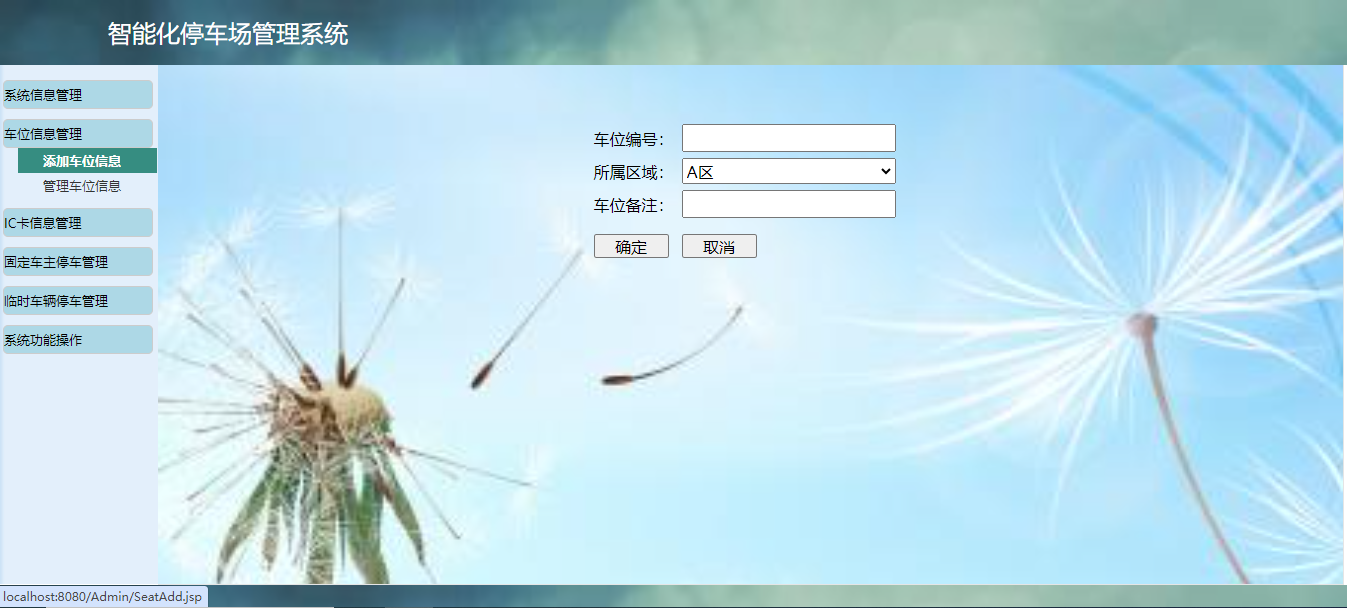 智能化停车场管理系统
系统信息管理
车位信息管理
添加车位信息
管理车位信息
IC卡信息管理
固定车主停车管理
临时车辆停车管理
系统功能操作
车位编号：
所属区域： A区
车位备注：
确定 取消
localhost:8080/Admin/SeatAdd.jsp